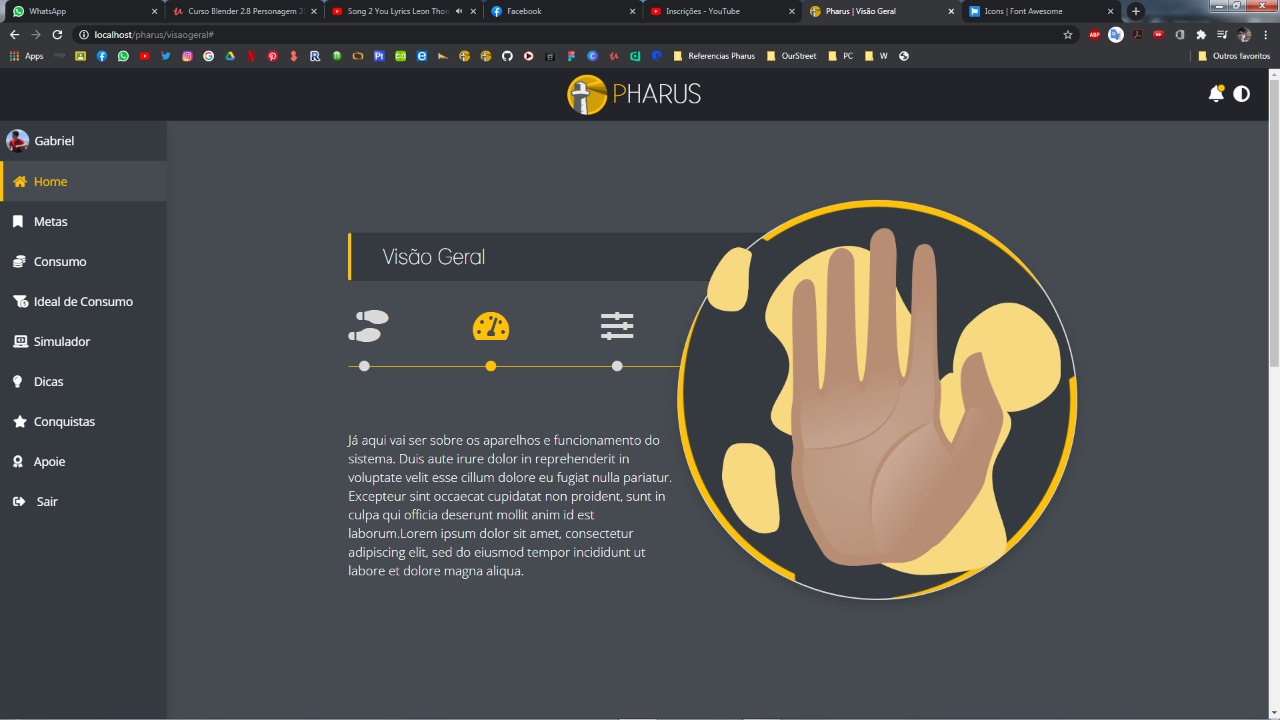 WhatsApp
Curso Blender 2.8 Personagem 3
Song 2 You Lyrics Leon Tho
Facebook
Inscrições - YouTube
Pharus | Visão Geral
Icons | Font Awesome
localhost/pharus/visaogeral#
Apps
Referencias Pharus
OurStreet
PC
W
Outros favoritos
PHARUS
Gabriel
Home
Metas
Consumo
Ideal de Consumo
Simulador
Dicas
Conquistas
Apoie
Sair
Visão Geral
Já aqui vai ser sobre os aparelhos e funcionamento do
sistema. Duis aute irure dolor in reprehenderit in
voluptate velit esse cillum dolore eu fugiat nulla pariatur.
Excepteur sint occaecat cupidatat non proident, sunt in
culpa qui officia deserunt mollit anim id est
laborum.Lorem ipsum dolor sit amet, consectetur
adipiscing elit, sed do eiusmod tempor incididunt ut
labore et dolore magna aliqua.